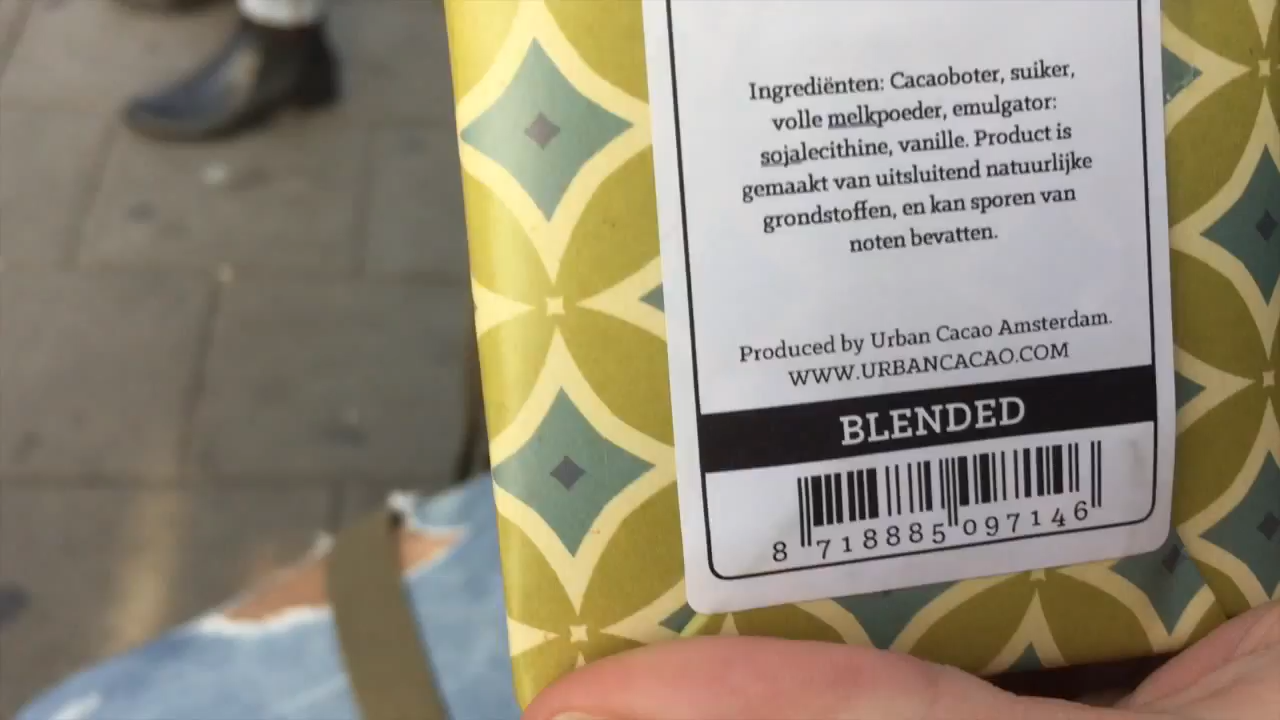 Ingrediënten: Cacaoboter, suiker,
volle melkpoeder, emulgator:
sojalecithine, vanille. Product is
gemaakt van uitsluitend natuurlijke
grondstoffen, en kan sporen van
noten bevatten.
Produced by Urban Cacao Amsterdam.
WWW.URBANCACAO.COM
BLENDED
8 718885 097146